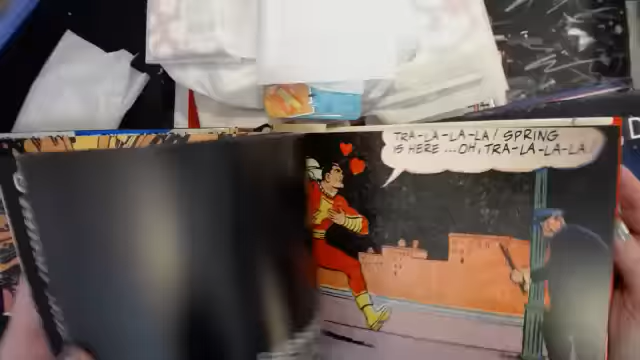 TRA-LA-LA-LA! SPRING
IS HERE...OH, TRA-LA-LA-LA!